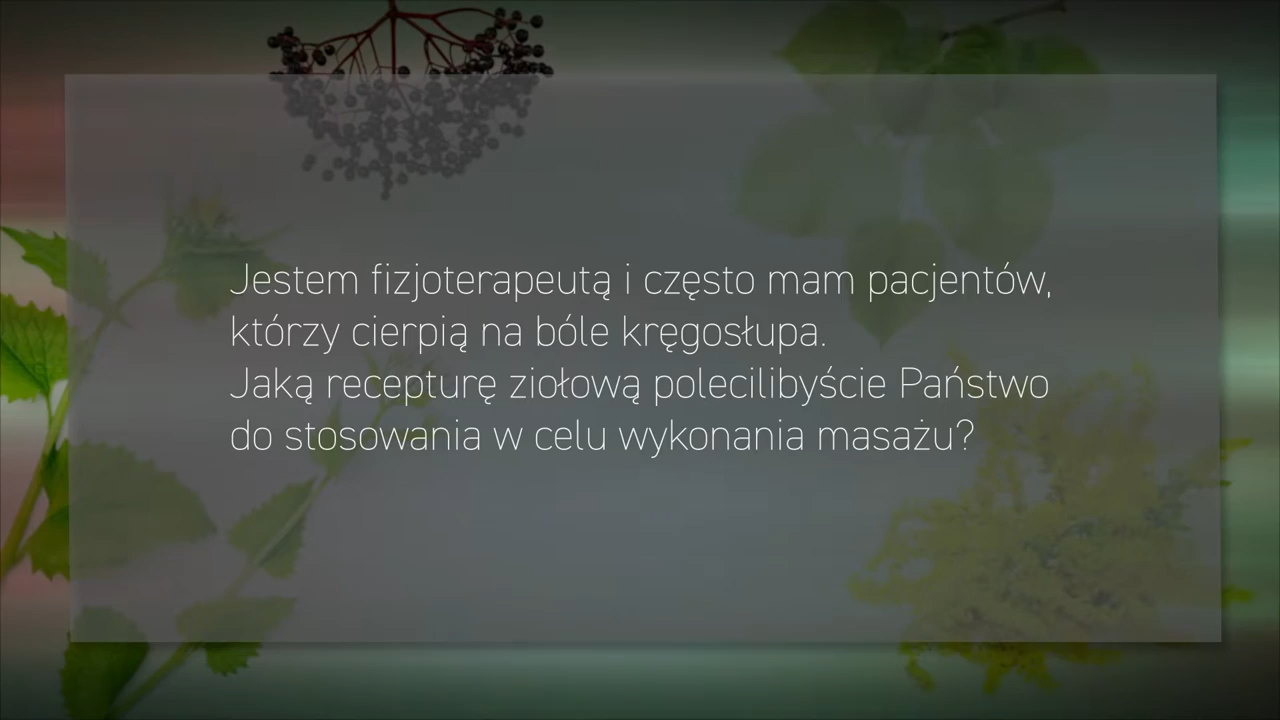 Jestem fizjoterapeutą i często mam pacjentów,
którzy cierpią na bóle kręgosłupa.
Jaką recepturę ziołową polecilibyście Państwo
do stosowania w celu wykonania masażu?